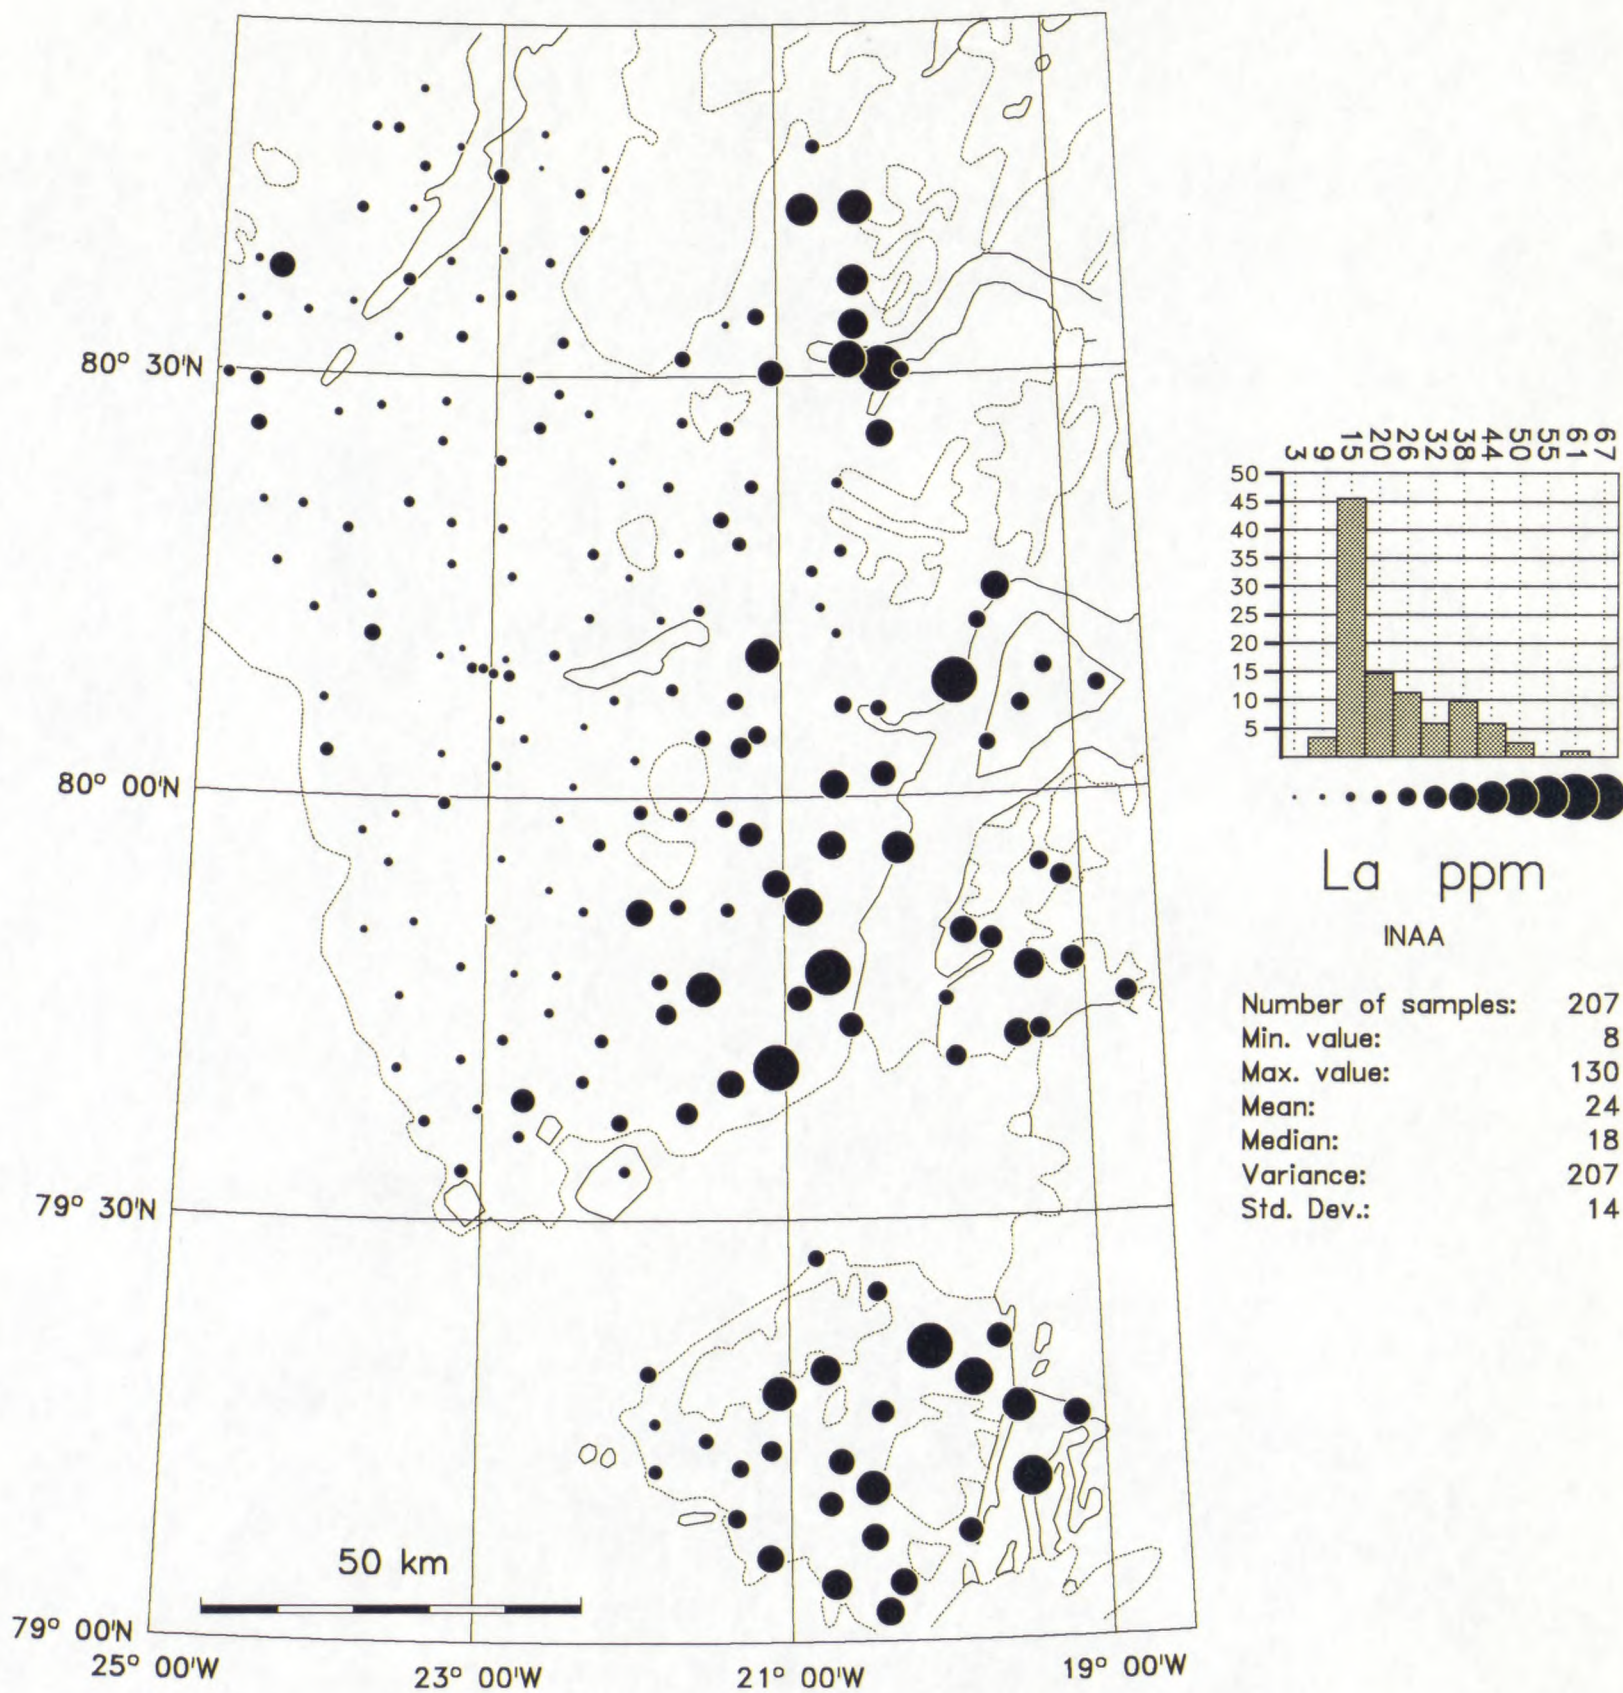 80° 30'N
80° 00'N
79° 30'N
79° 00'N
25° 00'W
23° 00'W
21° 00'W
19° 00'W
50 km
3 9 15 20 26 32 38 44 50 55 61 67
50
45
40
35
30
25
20
15
10
5
La ppm
INAA
Number of samples: 207
Min. value: 8
Max. value: 130
Mean: 24
Median: 18
Variance: 207
Std. Dev.: 14